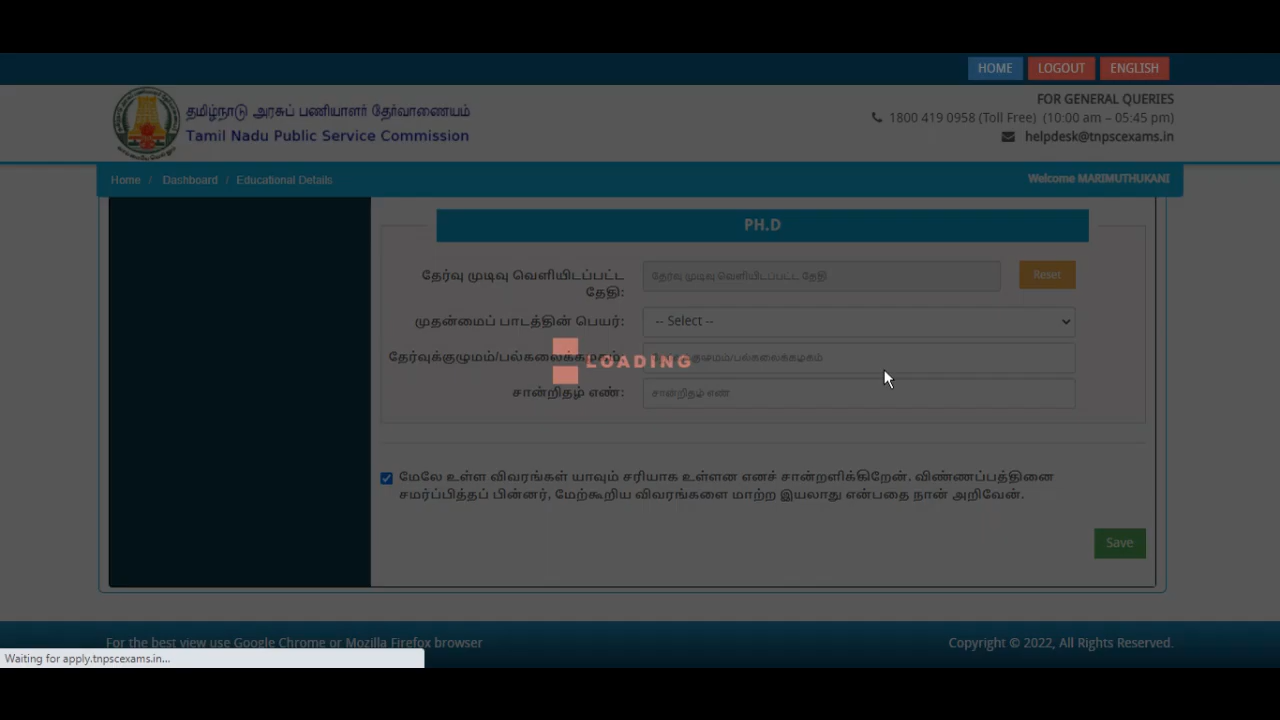 HOME LOGOUT ENGLISH
தமிழ்நாடு அரசுப் பணியாளர் தேர்வாணையம்
Tamil Nadu Public Service Commission
FOR GENERAL QUERIES
1800 419 0958 (Toll Free) (10:00 am – 05:45 pm)
helpdesk@tnpscexams.in
Home / Dashboard / Educational Details
Welcome MARIMUTHUKANI
PH.D
தேர்வு முடிவு வெளியிடப்பட்ட தேதி:
தேர்வு முடிவு வெளியிடப்பட்ட தேதி
Reset
முதன்மைப் பாடத்தின் பெயர்:
-- Select --
தேர்வுக்குழுமம்/பல்கலைக்கழகம்:
LOADING
சான்றிதழ் எண்:
சான்றிதழ் எண்
மேலே உள்ள விவரங்கள் யாவும் சரியாக உள்ளன எனச் சான்றளிக்கிறேன். விண்ணப்பத்தினை
சமர்ப்பித்தப் பின்னர், மேற்கூறிய விவரங்களை மாற்ற இயலாது என்பதை நான் அறிவேன்.
Save
For the best view use Google Chrome or Mozilla Firefox browser
Copyright © 2022, All Rights Reserved.
Waiting for apply.tnpscexams.in...